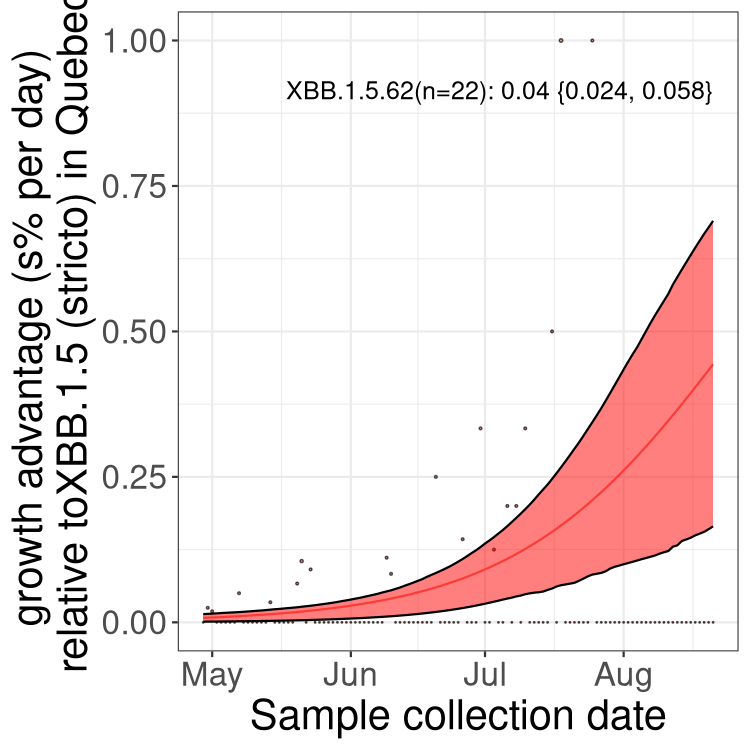 growth advantage (s% per day)
relative toXBB.1.5 (stricto) in Quebec
1.00
0.75
0.50
0.25
0.00
XBB.1.5.62(n=22): 0.04 {0.024, 0.058}
May Jun Jul Aug
Sample collection date